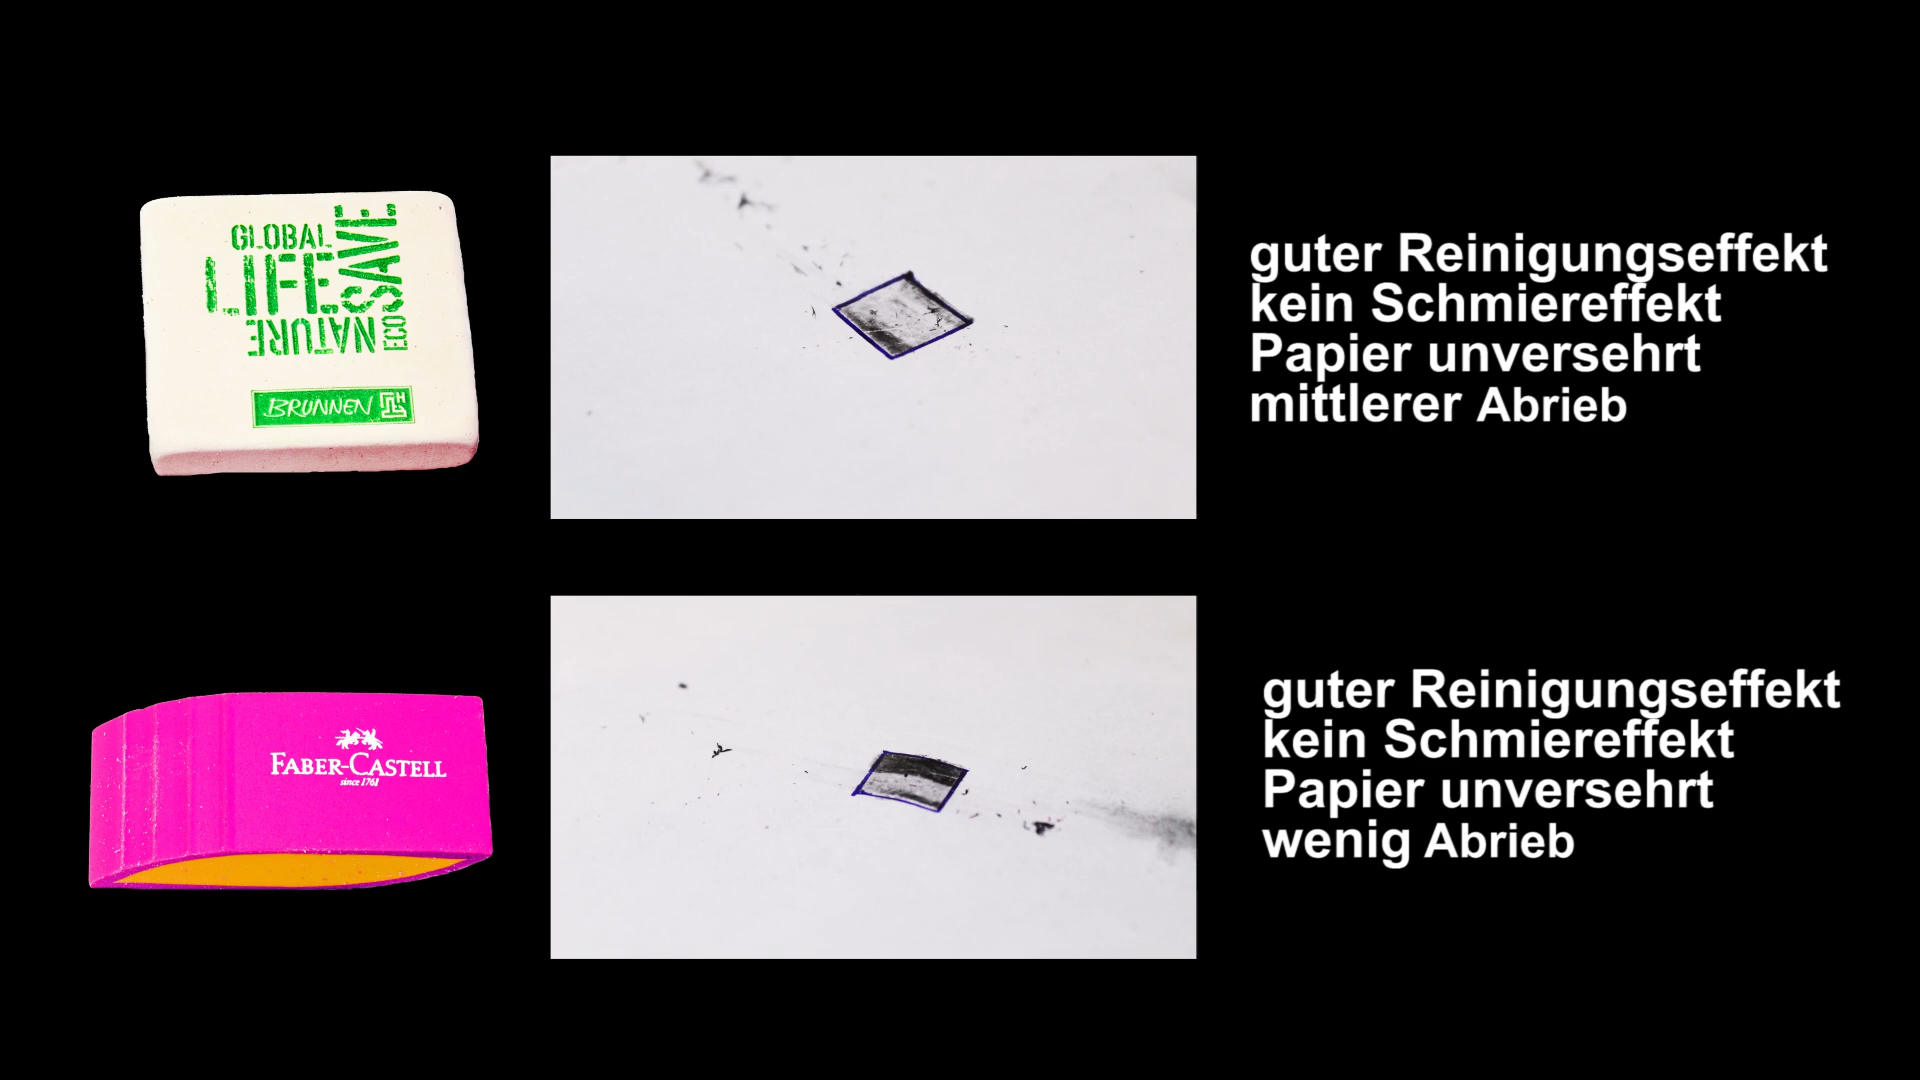 GLOBAL
LIFE
SAVE
NATURE
ECO
BRUNNEN
guter Reinigungseffekt
kein Schmiereffekt
Papier unversehrt
mittlerer Abrieb
FABER-CASTELL
since 1761
guter Reinigungseffekt
kein Schmiereffekt
Papier unversehrt
wenig Abrieb